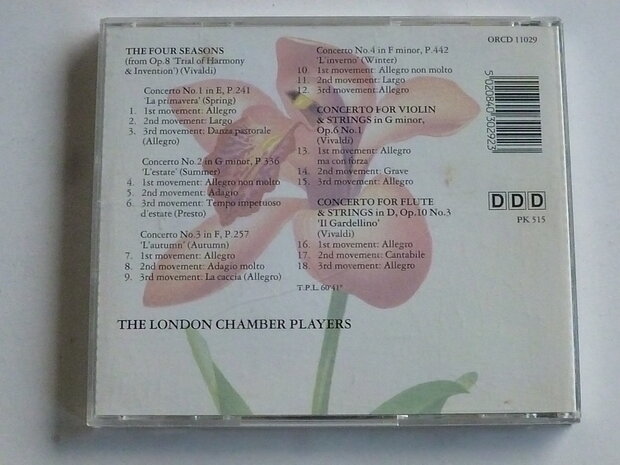 THE FOUR SEASONS
(from Op.8 'Trial of Harmony
& Invention') (Vivaldi)
Concerto No.1 in E, P.241
'La primavera' (Spring)
1. 1st movement: Allegro
2. 2nd movement: Largo
3. 3rd movement: Danza pastorale
(Allegro)
Concerto No.2 in G minor, P 336
'L'estate' (Summer)
4. 1st movement: Allegro non molto
5. 2nd movement: Adagio
6. 3rd movement: Tempo impetuoso
d'estate (Presto)
Concerto No.3 in F, P.257
'L'autumn' (Autumn)
7. 1st movement: Allegro
8. 2nd movement: Adagio molto
9. 3rd movement: La caccia (Allegro)
Concerto No.4 in F minor, P.442
'L'inverno' (Winter)
10. 1st movement: Allegro non molto
11. 2nd movement: Largo
12. 3rd movement: Allegro
CONCERTO FOR VIOLIN
& STRINGS in G minor,
Op.6 No.1
(Vivaldi)
13. 1st movement: Allegro
ma con forza
14. 2nd movement: Grave
15. 3rd movement: Allegro
CONCERTO FOR FLUTE
& STRINGS in D, Op.10 No.3
'Il Gardellino'
(Vivaldi)
16. 1st movement: Allegro
17. 2nd movement: Cantabile
18. 3rd movement: Allegro
T.P.L. 60'41"
THE LONDON CHAMBER PLAYERS
ORCD 11029
5 020840 302923
DDD
PK 515